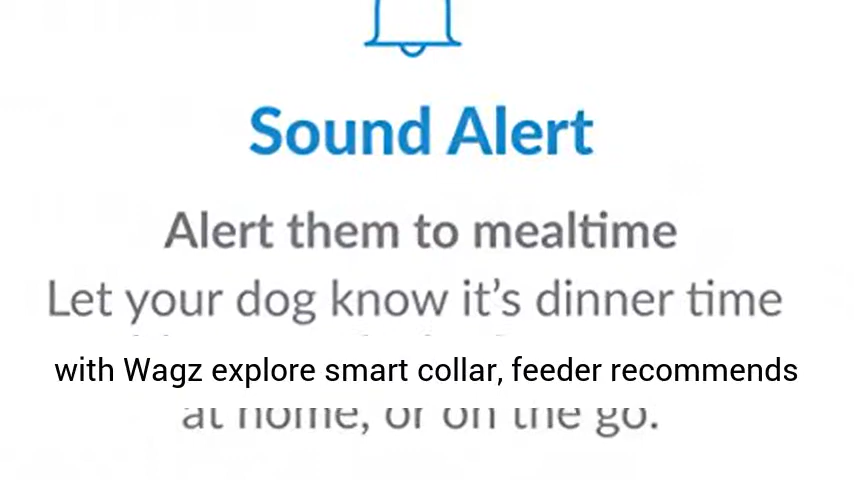 Sound Alert
Alert them to mealtime
Let your dog know it's dinner time
with Wagz explore smart collar, feeder recommends
at home, or on the go.